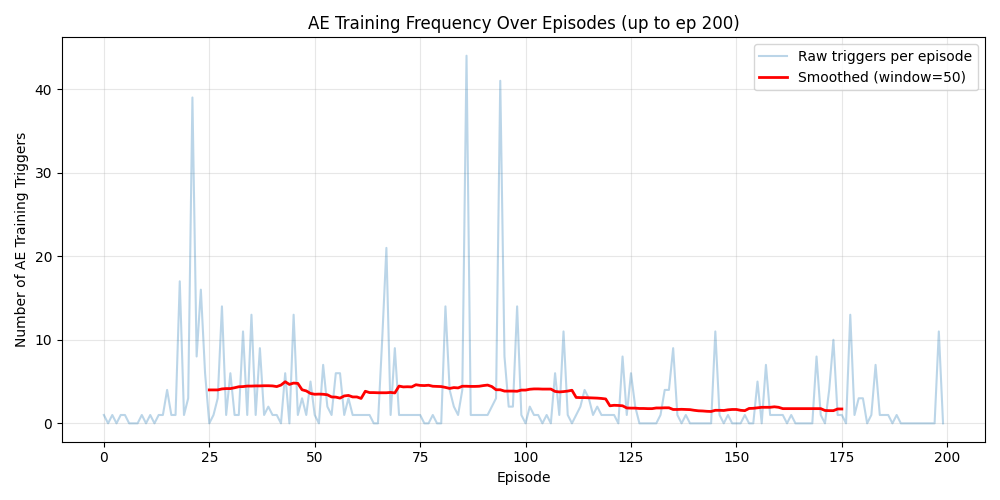 AE Training Frequency Over Episodes (up to ep 200)
Raw triggers per episode
Smoothed (window=50)
Number of AE Training Triggers
40
30
20
10
0
0 25 50 75 100 125 150 175 200
Episode